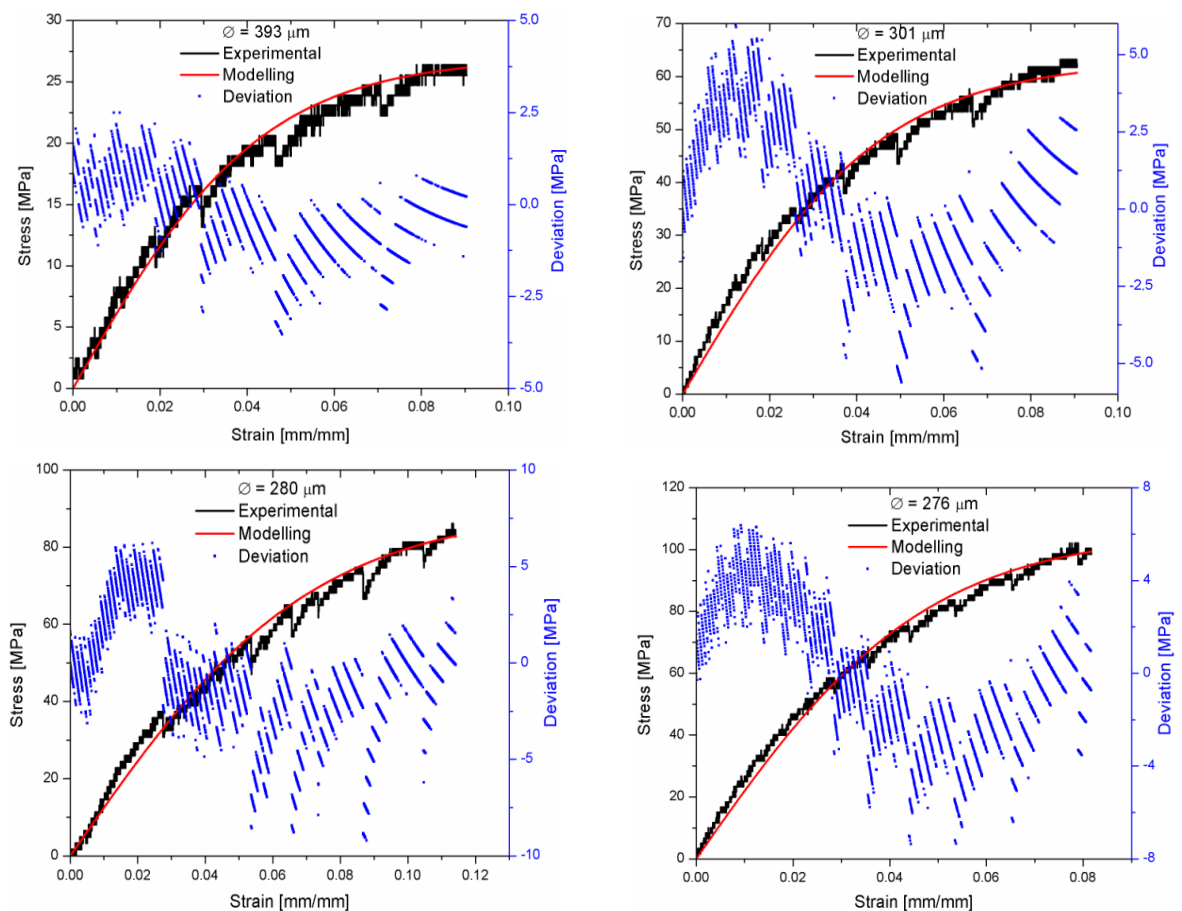 Ø = 393 μm
Experimental
Modelling
Deviation
30
25
20
15
10
5
0
Stress [MPa]
5.0
2.5
0.0
-2.5
-5.0
Deviation [MPa]
0.00 0.02 0.04 0.06 0.08 0.10
Strain [mm/mm]
Ø = 301 μm
Experimental
Modelling
Deviation
70
60
50
40
30
20
10
0
Stress [MPa]
5.0
2.5
0.0
-2.5
-5.0
Deviation [MPa]
0.00 0.02 0.04 0.06 0.08 0.10
Strain [mm/mm]
Ø = 280 μm
Experimental
Modelling
Deviation
100
80
60
40
20
0
Stress [MPa]
10
5
0
-5
-10
Deviation [MPa]
0.00 0.02 0.04 0.06 0.08 0.10 0.12
Strain [mm/mm]
Ø = 276 μm
Experimental
Modelling
Deviation
120
100
80
60
40
20
0
Stress [MPa]
8
4
0
-4
-8
Deviation [MPa]
0.00 0.02 0.04 0.06 0.08
Strain [mm/mm]